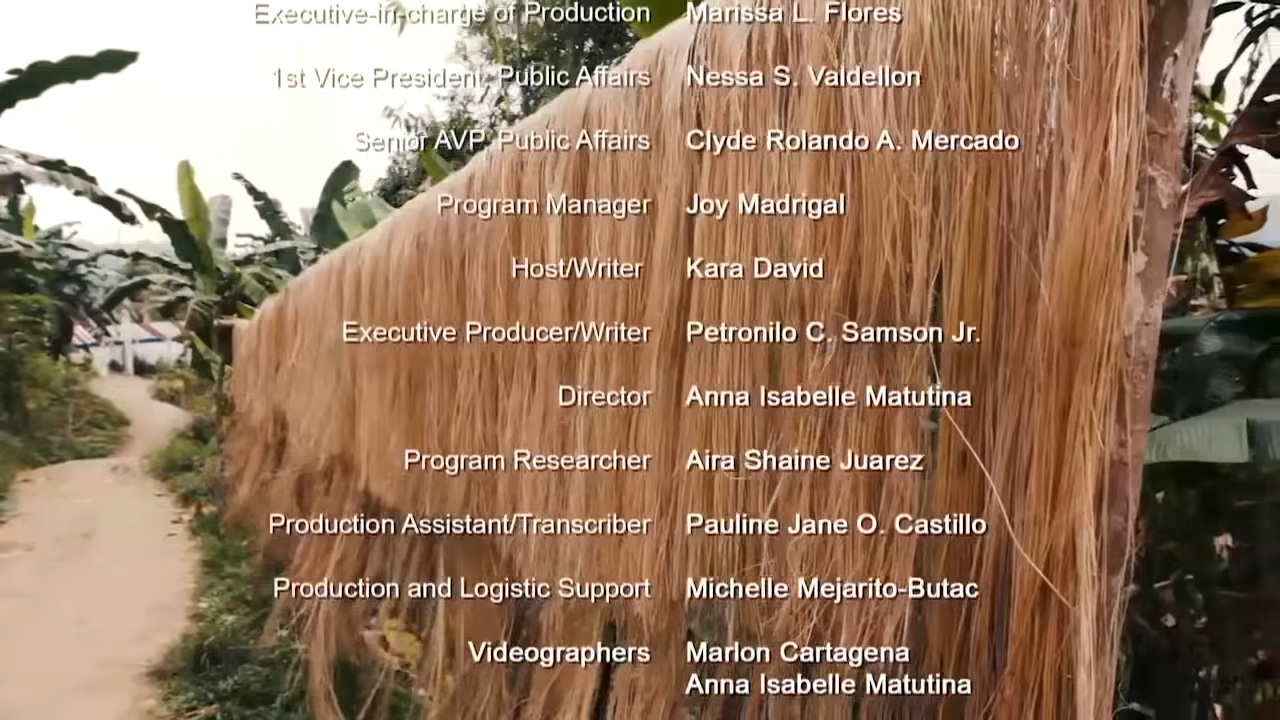 Executive-in-charge of Production Marissa L. Flores
1st Vice President, Public Affairs Nessa S. Valdellon
Senior AVP, Public Affairs Clyde Rolando A. Mercado
Program Manager Joy Madrigal
Host/Writer Kara David
Executive Producer/Writer Petronilo C. Samson Jr.
Director Anna Isabelle Matutina
Program Researcher Aira Shaine Juarez
Production Assistant/Transcriber Pauline Jane O. Castillo
Production and Logistic Support Michelle Mejarito-Butac
Videographers Marlon Cartagena
Anna Isabelle Matutina